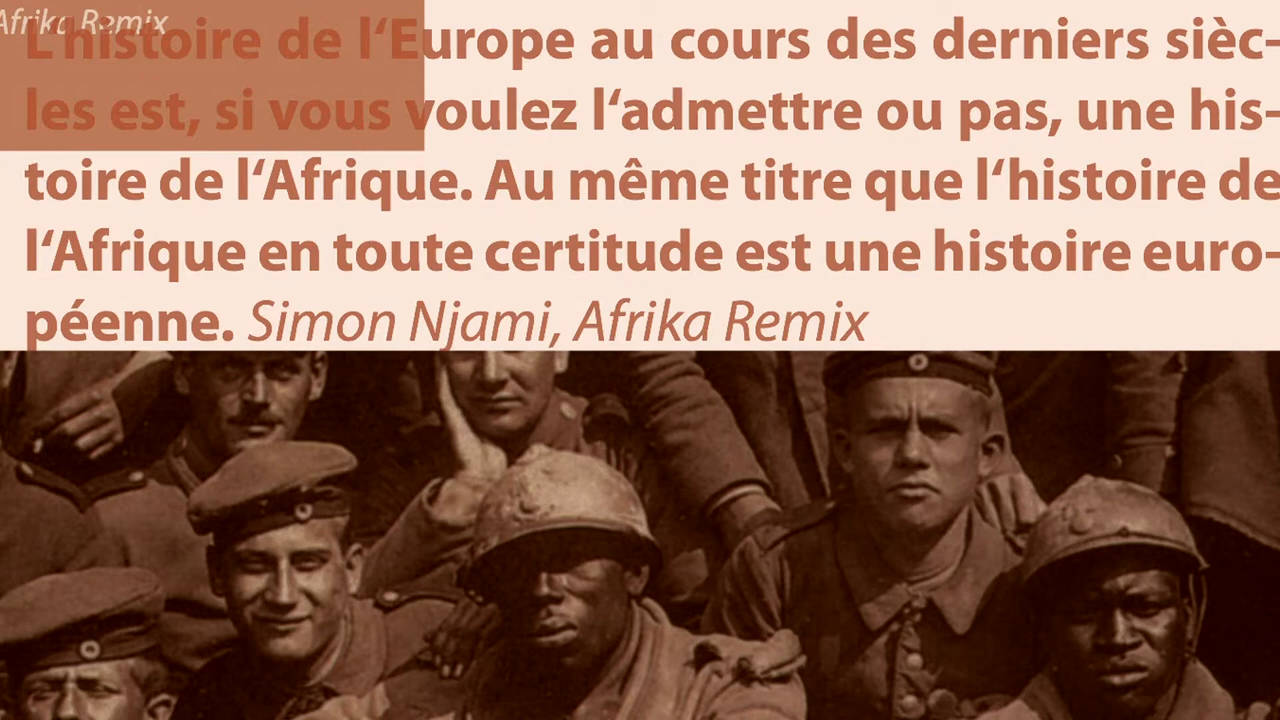 Afrika Remix
L‘histoire de l‘Europe au cours des derniers sièc-
les est, si vous voulez l‘admettre ou pas, une his-
toire de l‘Afrique. Au même titre que l‘histoire de
l‘Afrique en toute certitude est une histoire euro-
péenne. Simon Njami, Afrika Remix